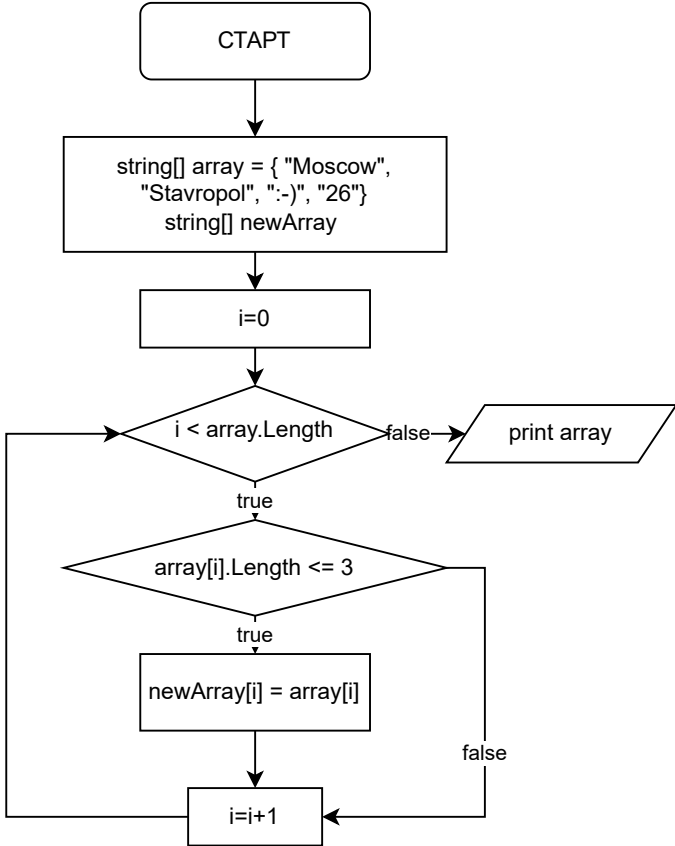 СТАРТ
string[] array = { "Moscow",
"Stavropol", ":-)", "26"}
string[] newArray
i=0
i < array.Length
false
print array
true
array[i].Length <= 3
true
newArray[i] = array[i]
false
i=i+1